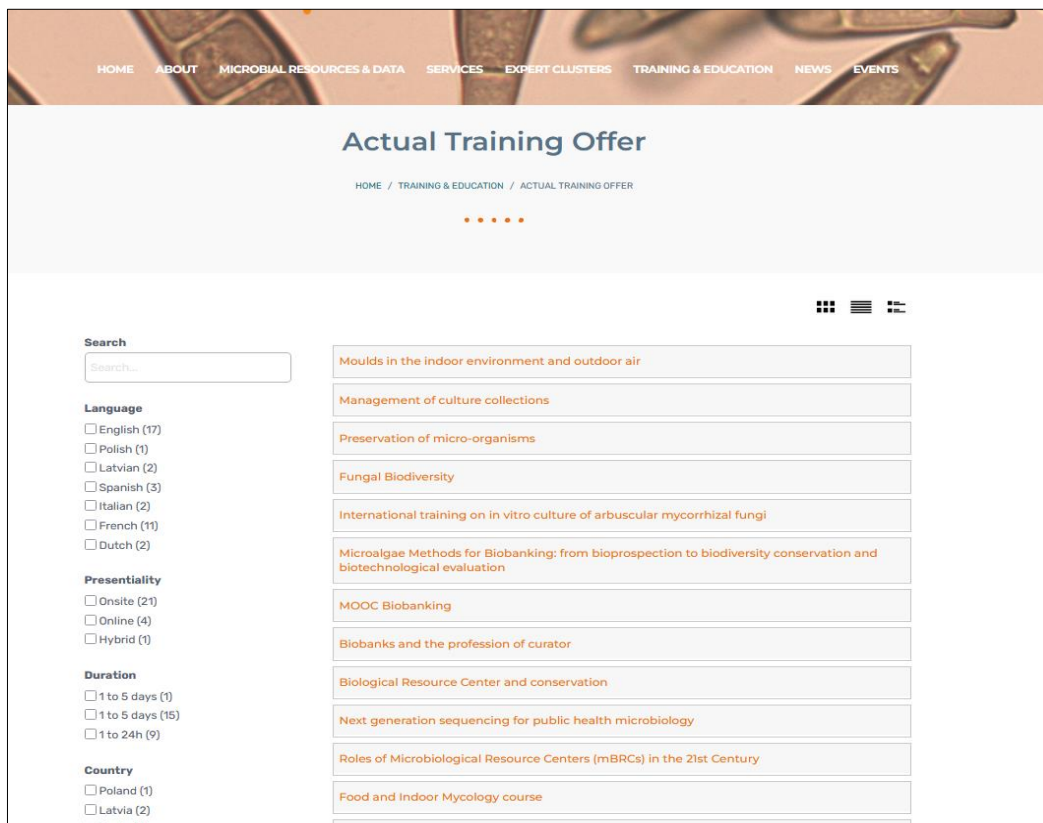 HOME ABOUT MICROBIAL RESOURCES & DATA SERVICES EXPERT CLUSTERS TRAINING & EDUCATION NEWS EVENTS
Actual Training Offer
HOME / TRAINING & EDUCATION / ACTUAL TRAINING OFFER
Search
Search...
Language
English (17)
Polish (1)
Latvian (2)
Spanish (3)
Italian (2)
French (11)
Dutch (2)
Presentiality
Onsite (21)
Online (4)
Hybrid (1)
Duration
1 to 5 days (1)
1 to 5 days (15)
1 to 24h (9)
Country
Poland (1)
Latvia (2)
Moulds in the indoor environment and outdoor air
Management of culture collections
Preservation of micro-organisms
Fungal Biodiversity
International training on in vitro culture of arbuscular mycorrhizal fungi
Microalgae Methods for Biobanking: from bioprospection to biodiversity conservation and
biotechnological evaluation
MOOC Biobanking
Biobanks and the profession of curator
Biological Resource Center and conservation
Next generation sequencing for public health microbiology
Roles of Microbiological Resource Centers (mBRCs) in the 21st Century
Food and Indoor Mycology course